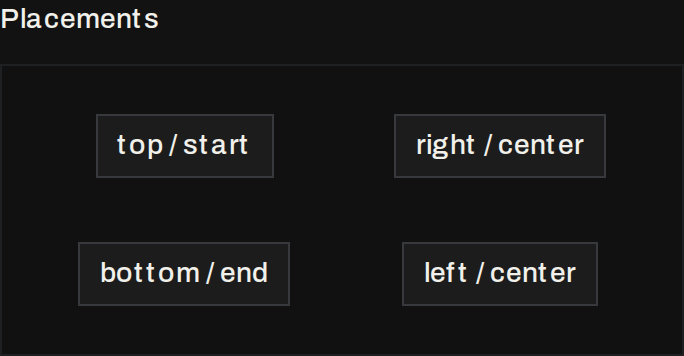 Placements
top / start
right / center
bottom / end
left / center